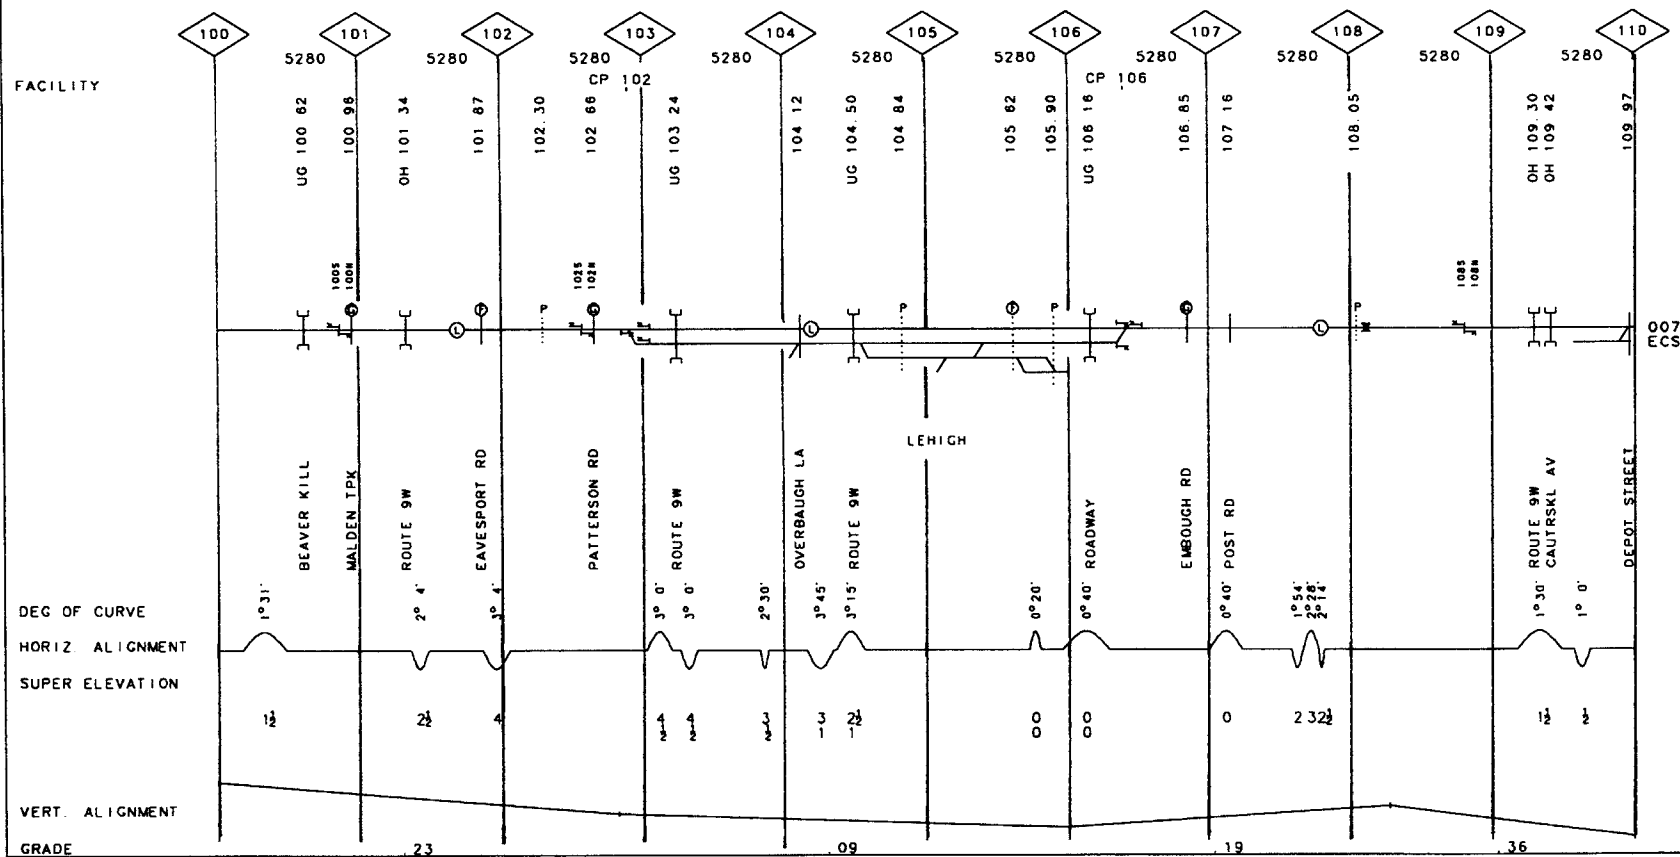 100 101 102 103 104 105 106 107 108 109 110
5280 5280 5280 5280 5280 5280 5280 5280 5280 5280
FACILITY
CP 102
CP 106
UG 100 62
100 96
OH 101 34
101 87
102.30
102 66
UG 103 24
104 12
UG 104.50
104 84
105 62
105.90
UG 106 16
106.85
107 16
108.05
OH 109.30
OH 109 42
109 97
100S
100N
102S
102N
108S
108N
G F G F G
L P L P P L P
007
ECS
LEHIGH
BEAVER KILL
MALDEN TPK
ROUTE 9W
EAVESPORT RD
PATTERSON RD
ROUTE 9W
OVERBAUGH LA
ROUTE 9W
ROADWAY
EMBOUGH RD
POST RD
ROUTE 9W
CAUTRSKL AV
DEPOT STREET
DEG OF CURVE
1°31' 2° 4' 3° 4' 3° 0' 3° 0' 2°30' 3°45' 3°15' 0°20' 0°40' 0°40' 1°54' 2°28' 2°14' 1°30' 1° 0'
HORIZ. ALIGNMENT
SUPER ELEVATION
1½ 2½ 4 4 4 3 3 2½ 0 0 0 2 3 2½ 1½ ½
½ ½ ½ 1 1 0 0
VERT. ALIGNMENT
GRADE .23 .09 .19 .36